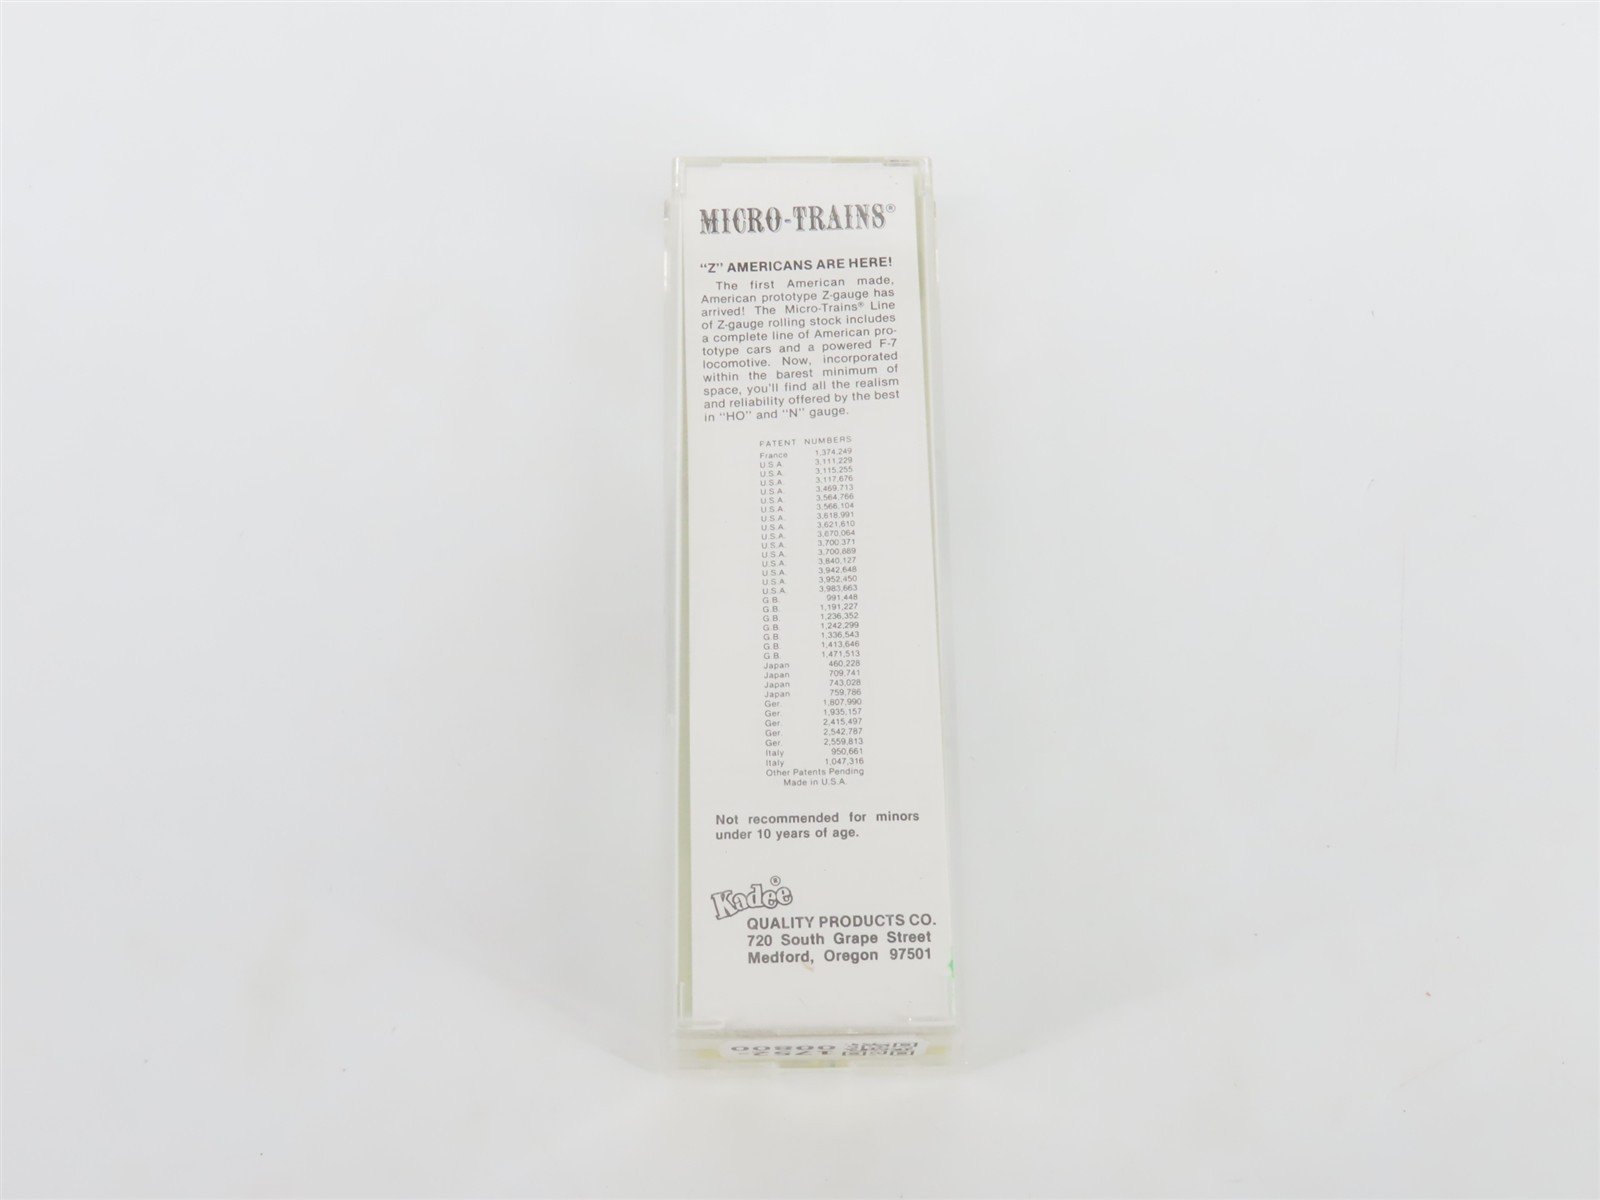 MICRO-TRAINS®
"Z" AMERICANS ARE HERE!
The first American made,
American prototype Z-gauge has
arrived! The Micro-Trains® Line
of Z-gauge rolling stock includes
a complete line of American pro-
totype cars and a powered F-7
locomotive. Now, incorporated
within the barest minimum of
space, you'll find all the realism
and reliability offered by the best
in "HO" and "N" gauge.
PATENT NUMBERS
France 1,374,249
U.S.A. 3,111,229
U.S.A. 3,115,255
U.S.A. 3,117,676
U.S.A. 3,469,713
U.S.A. 3,564,766
U.S.A. 3,566,104
U.S.A. 3,618,991
U.S.A. 3,621,610
U.S.A. 3,670,064
U.S.A. 3,700,371
U.S.A. 3,700,889
U.S.A. 3,840,127
U.S.A. 3,942,648
U.S.A. 3,952,450
U.S.A. 3,983,663
G.B. 991,448
G.B. 1,191,227
G.B. 1,236,352
G.B. 1,242,299
G.B. 1,336,543
G.B. 1,413,646
G.B. 1,471,513
Japan 460,228
Japan 709,741
Japan 743,028
Japan 759,786
Ger. 1,807,990
Ger. 1,935,157
Ger. 2,415,497
Ger. 2,542,787
Ger. 2,559,813
Italy 950,661
Italy 1,047,316
Other Patents Pending
Made in U.S.A.
Not recommended for minors
under 10 years of age.
Kadee®
QUALITY PRODUCTS CO.
720 South Grape Street
Medford, Oregon 97501